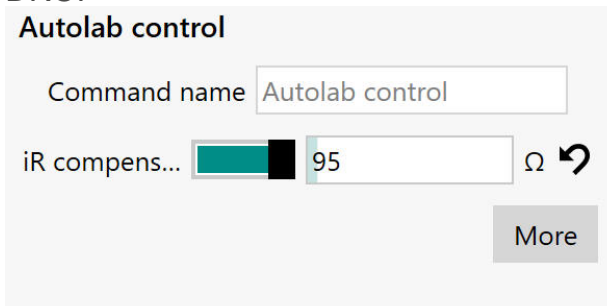 Autolab control
Command name Autolab control
iR compens... 95 Ω
More